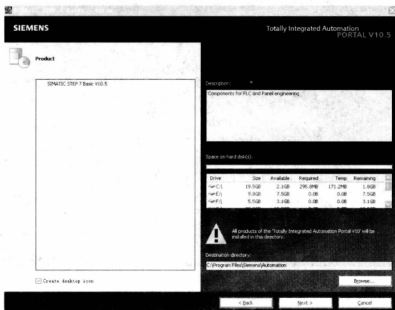 SIEMENS
Totally Integrated Automation
PORTAL V10.5
Product
SIMATIC STEP 7 Basic V10.5
Description:
Components for PLC and Panel engineering
Space on hard disk(s):
Drive Size Available Required Temp Remaining
C:\ 19.5GB 2.1GB 295.8MB 171.2MB 1.8GB
E:\ 9.0GB 7.5GB 0.0B 0.0B 7.5GB
F:\ 5.5GB 3.1GB 0.0B 0.0B 3.1GB
All products of the "Totally Integrated Automation Portal V10" will be
installed in this directory.
Destination directory:
C:\Program Files\Siemens\Automation
Browse...
Create desktop icon
< Back
Next >
Cancel